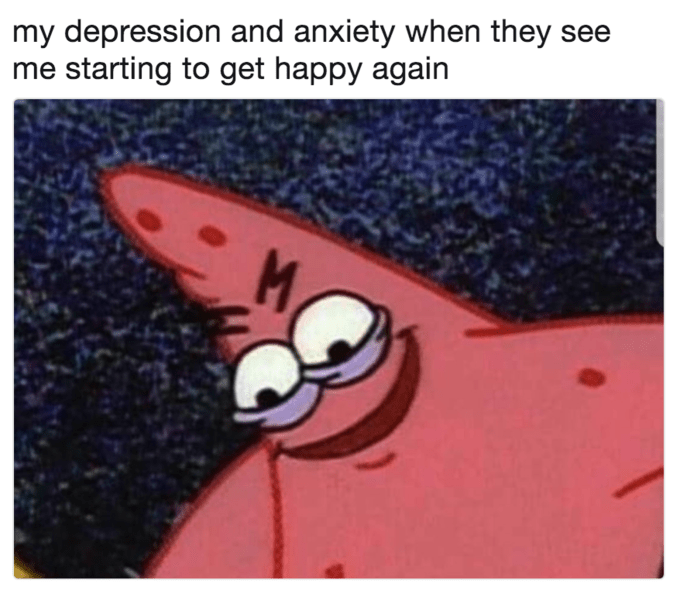 my depression and anxiety when they see
me starting to get happy again